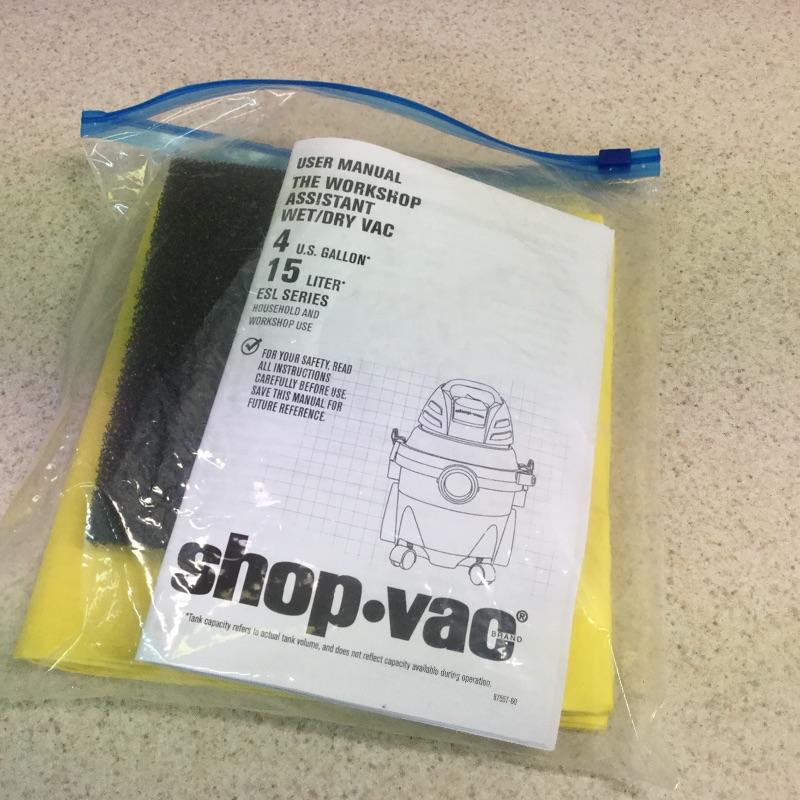 USER MANUAL
THE WORKSHOP
ASSISTANT
WET/DRY VAC
4 U.S. GALLON*
15 LITER*
ESL SERIES
HOUSEHOLD AND
WORKSHOP USE
FOR YOUR SAFETY, READ
ALL INSTRUCTIONS
CAREFULLY BEFORE USE.
SAVE THIS MANUAL FOR
FUTURE REFERENCE.
shop-vac
shop•vac®
BRAND
*Tank capacity refers to actual tank volume, and does not reflect capacity available during operation.
97557-60